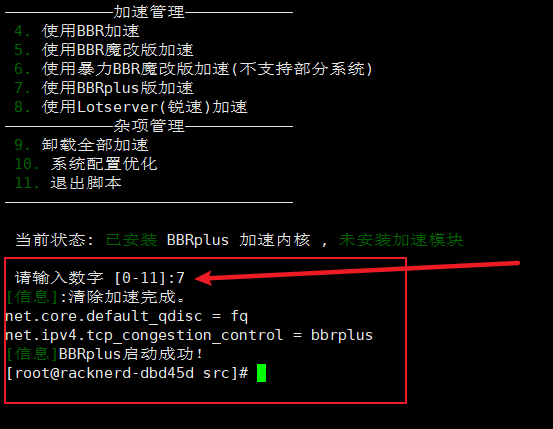 加速管理
4. 使用BBR加速
5. 使用BBR魔改版加速
6. 使用暴力BBR魔改版加速(不支持部分系统)
7. 使用BBRplus版加速
8. 使用Lotserver(锐速)加速
杂项管理
9. 卸载全部加速
10. 系统配置优化
11. 退出脚本
当前状态: 已安装 BBRplus 加速内核 , 未安装加速模块
请输入数字 [0-11]:7
[信息]:清除加速完成。
net.core.default_qdisc = fq
net.ipv4.tcp_congestion_control = bbrplus
[信息]BBRplus启动成功！
[root@racknerd-dbd45d src]#